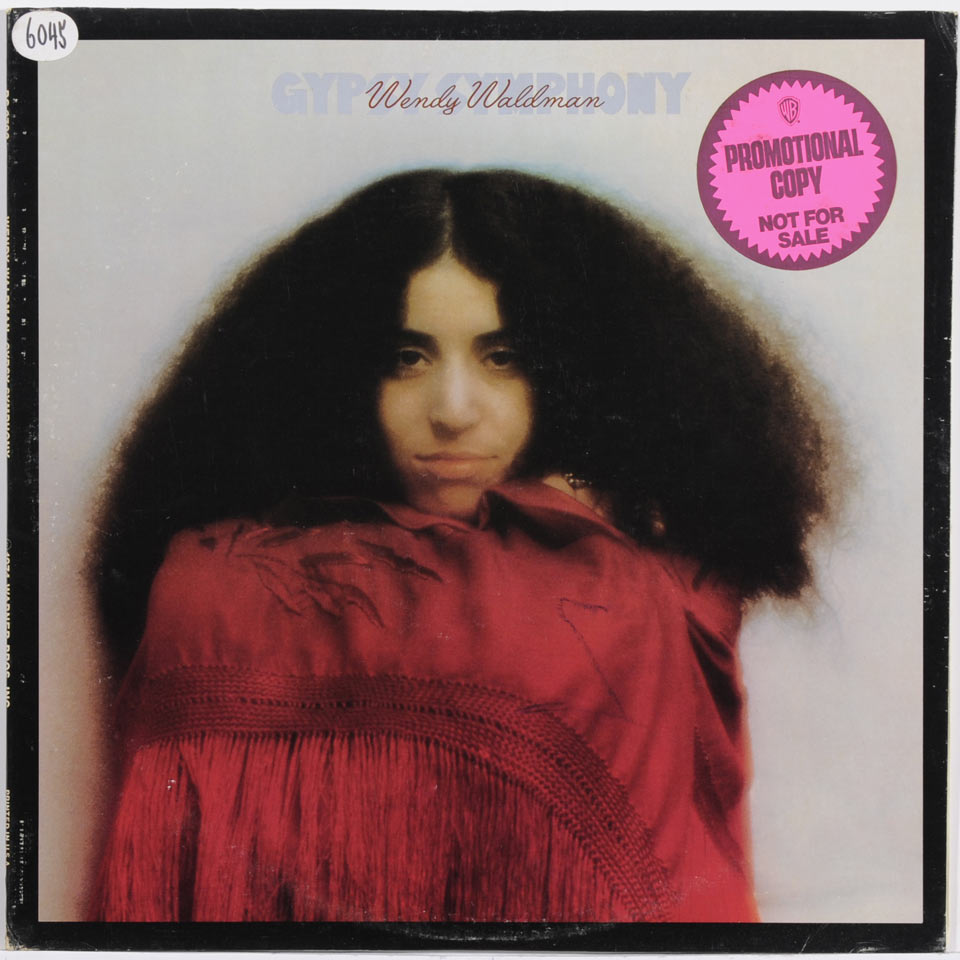 6045
GYPSY SYMPHONY
Wendy Waldman
WB
PROMOTIONAL
COPY
NOT FOR
SALE